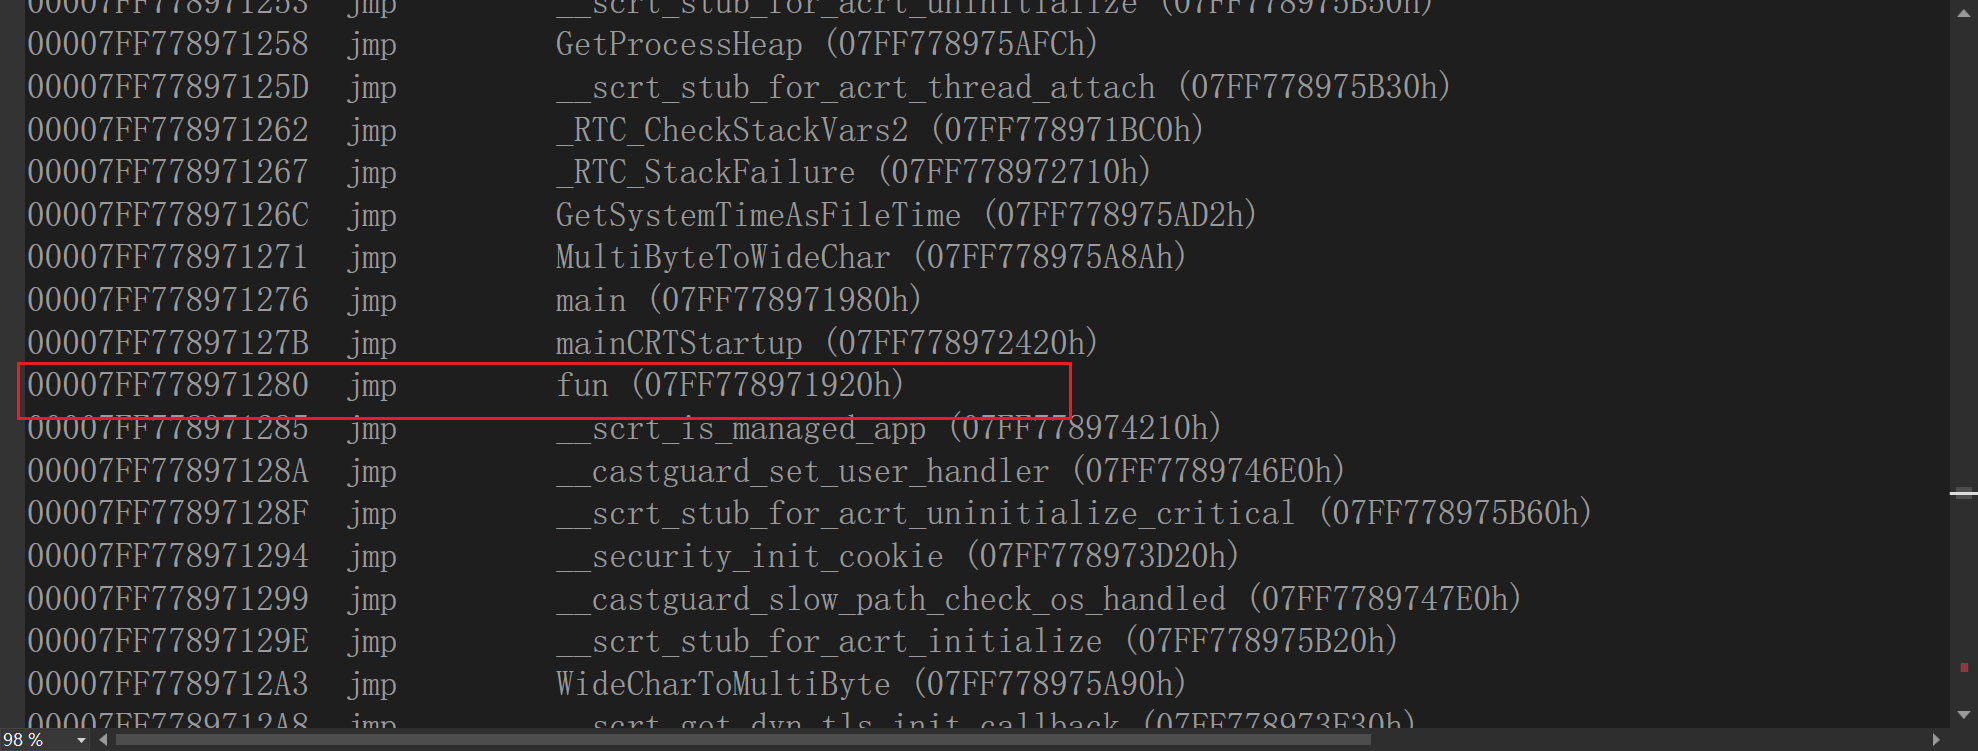 00007FF778971253 jmp __scrt_stub_for_acrt_uninitialize (07FF778975B50h)
00007FF778971258 jmp GetProcessHeap (07FF778975AFCh)
00007FF77897125D jmp __scrt_stub_for_acrt_thread_attach (07FF778975B30h)
00007FF778971262 jmp _RTC_CheckStackVars2 (07FF778971BC0h)
00007FF778971267 jmp _RTC_StackFailure (07FF778972710h)
00007FF77897126C jmp GetSystemTimeAsFileTime (07FF778975AD2h)
00007FF778971271 jmp MultiByteToWideChar (07FF778975A8Ah)
00007FF778971276 jmp main (07FF778971980h)
00007FF77897127B jmp mainCRTStartup (07FF778972420h)
00007FF778971280 jmp fun (07FF778971920h)
00007FF778971285 jmp __scrt_is_managed_app (07FF778974210h)
00007FF77897128A jmp __castguard_set_user_handler (07FF7789746E0h)
00007FF77897128F jmp __scrt_stub_for_acrt_uninitialize_critical (07FF778975B60h)
00007FF778971294 jmp __security_init_cookie (07FF778973D20h)
00007FF778971299 jmp __castguard_slow_path_check_os_handled (07FF7789747E0h)
00007FF77897129E jmp __scrt_stub_for_acrt_initialize (07FF778975B20h)
00007FF7789712A3 jmp WideCharToMultiByte (07FF778975A90h)
00007FF7789712A8 jmp __scrt_get_dyn_tls_init_callback
98 %